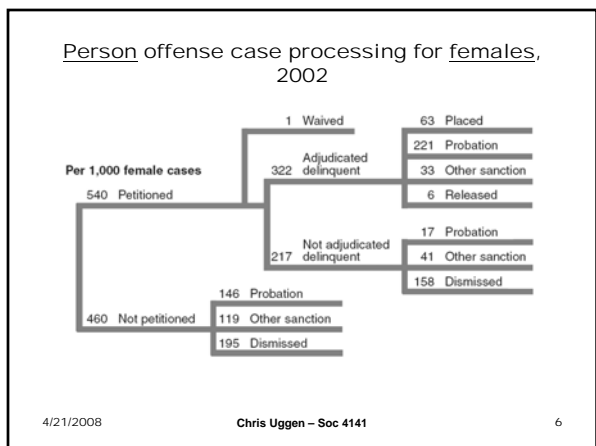 Person offense case processing for females,
2002
Per 1,000 female cases
540 Petitioned
1 Waived
322 Adjudicated
delinquent
63 Placed
221 Probation
33 Other sanction
6 Released
217 Not adjudicated
delinquent
17 Probation
41 Other sanction
158 Dismissed
460 Not petitioned
146 Probation
119 Other sanction
195 Dismissed
4/21/2008 Chris Uggen – Soc 4141 6